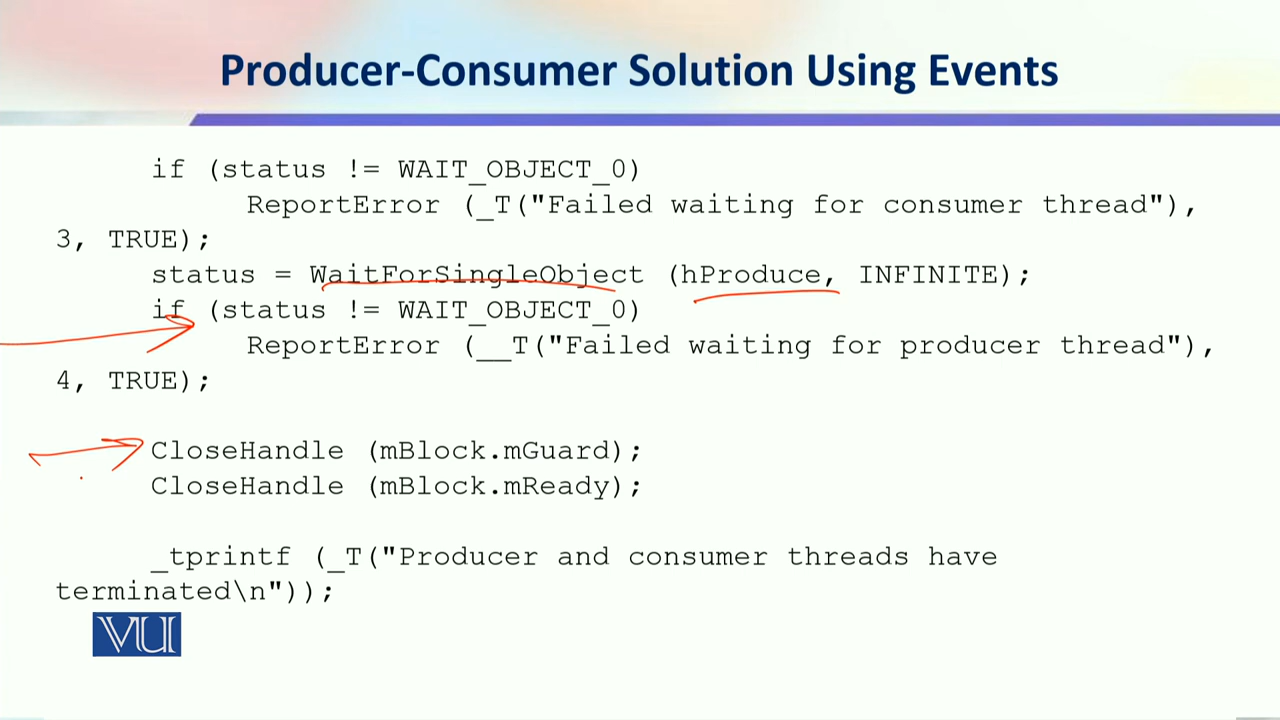 Producer-Consumer Solution Using Events
if (status != WAIT_OBJECT_0)
ReportError (_T("Failed waiting for consumer thread"),
3, TRUE);
status = WaitForSingleObject (hProduce, INFINITE);
if (status != WAIT_OBJECT_0)
ReportError (__T("Failed waiting for producer thread"),
4, TRUE);
CloseHandle (mBlock.mGuard);
CloseHandle (mBlock.mReady);
_tprintf (_T("Producer and consumer threads have
terminated\n"));
VU